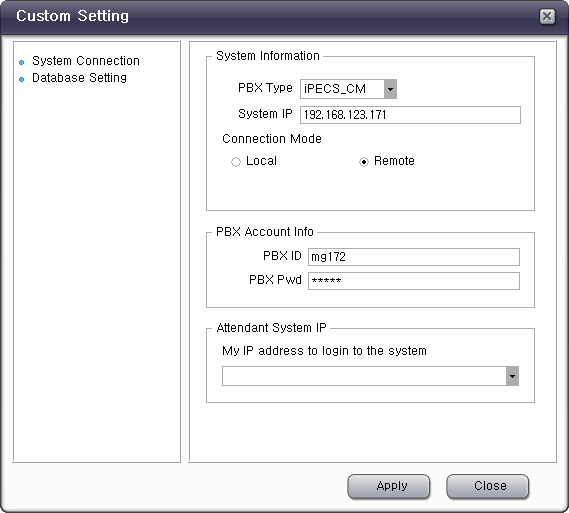 Custom Setting
System Connection
Database Setting
System Information
PBX Type iPECS_CM
System IP 192.168.123.171
Connection Mode
Local Remote
PBX Account Info
PBX ID mg172
PBX Pwd *****
Attendant System IP
My IP address to login to the system
Apply Close